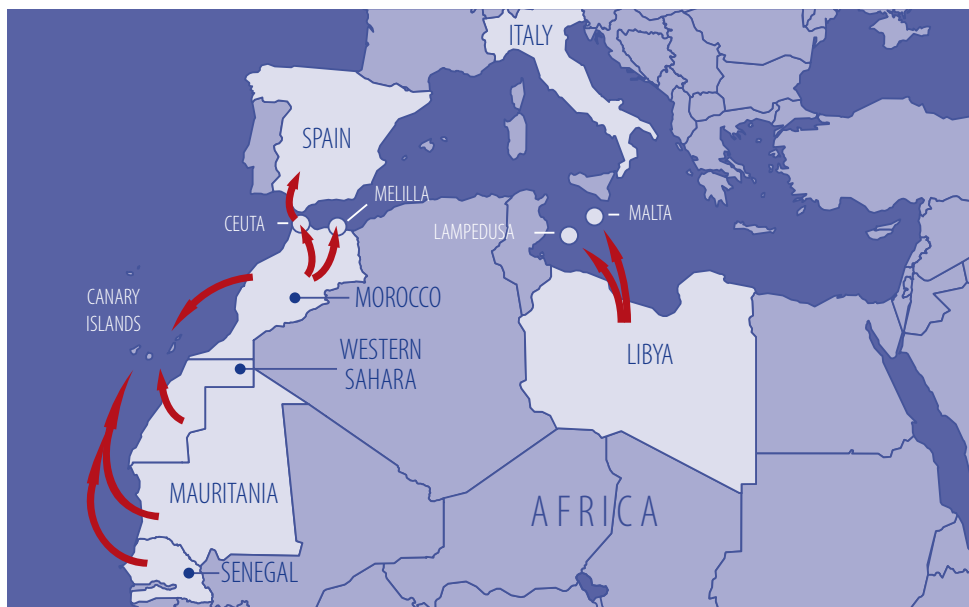 ITALY
SPAIN
MELILLA
CEUTA
MALTA
LAMPEDUSA
CANARY
ISLANDS
MOROCCO
WESTERN
SAHARA
LIBYA
MAURITANIA
AFRICA
SENEGAL